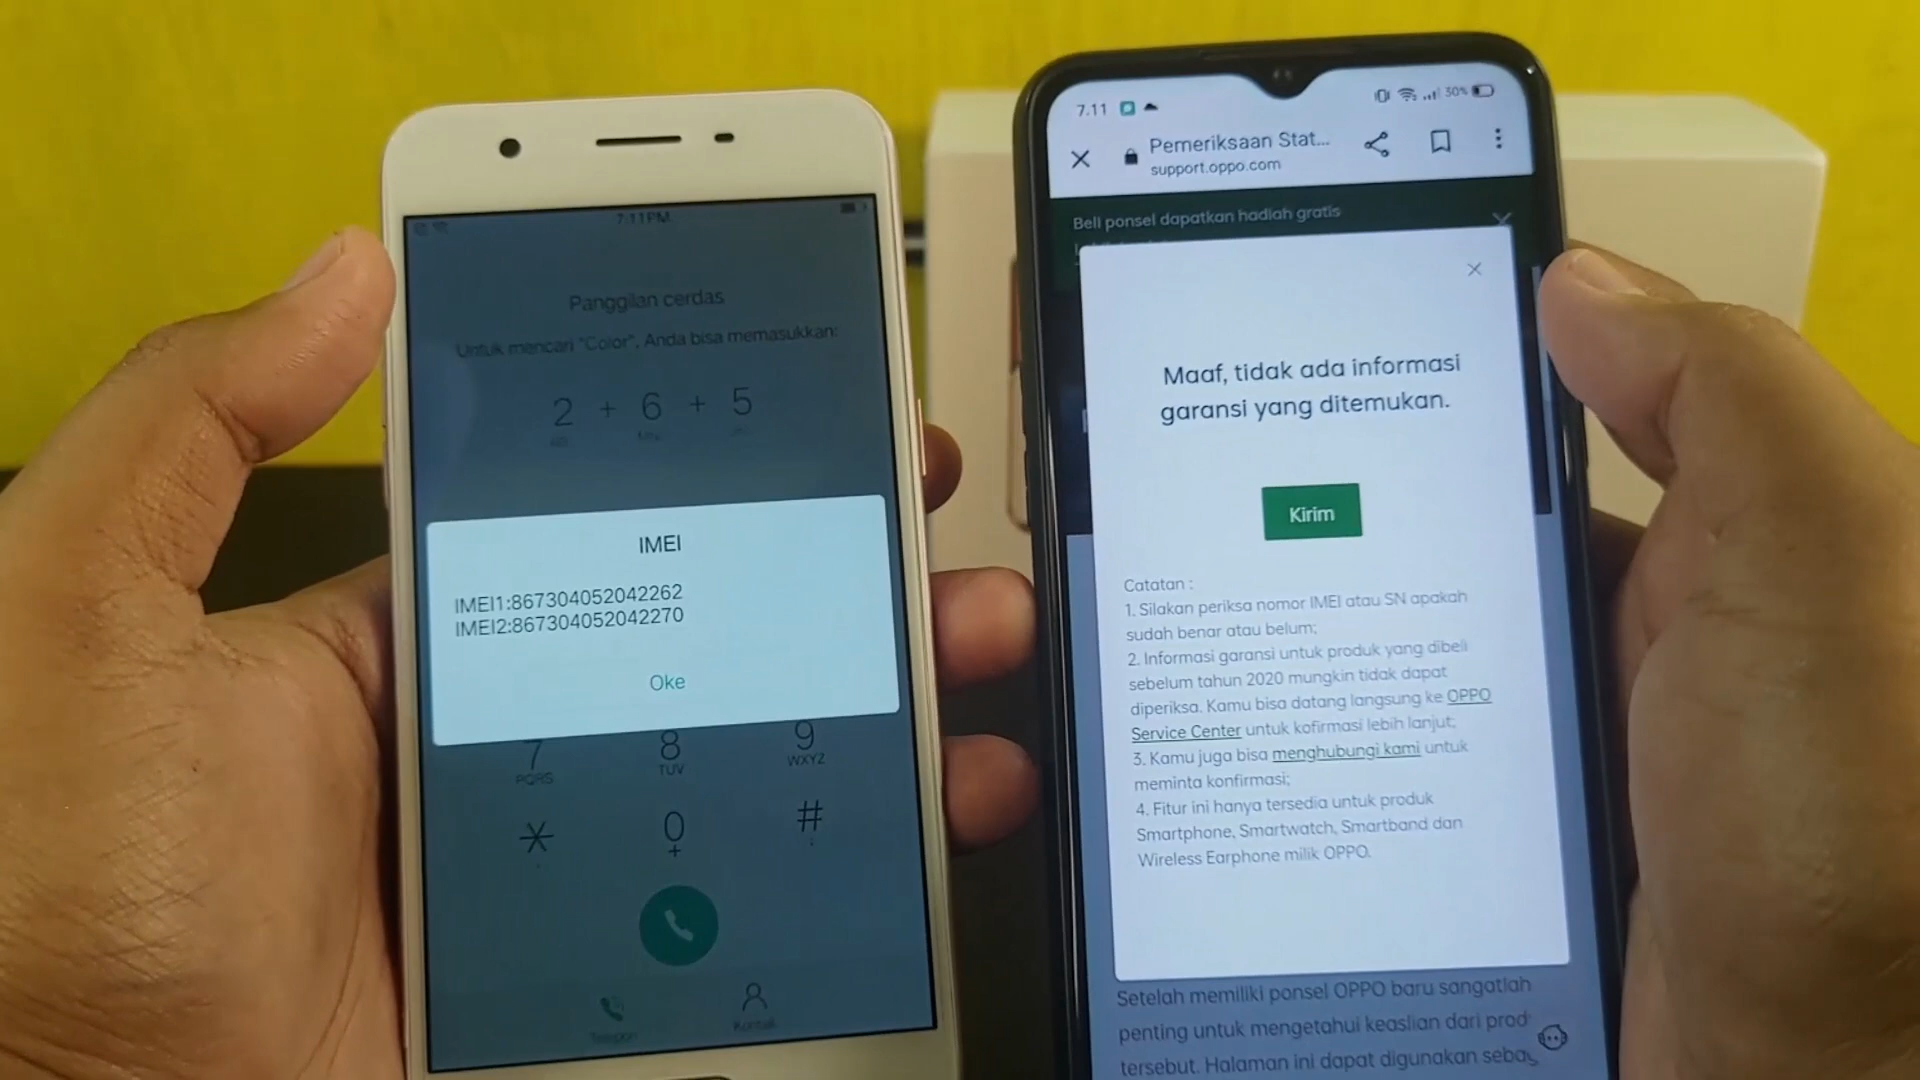 7:11 PM
Panggilan cerdas
Untuk mencari "Color", Anda bisa memasukkan:
2 + 6 + 5
IMEI
IMEI1:867304052042262
IMEI2:867304052042270
Oke
7 8 9
PQRS TUV WXYZ
* 0 #
+
Telepon Kontak
7.11 30%
Pemeriksaan Stat...
support.oppo.com
Beli ponsel dapatkan hadiah gratis
Maaf, tidak ada informasi
garansi yang ditemukan.
Kirim
Catatan :
1. Silakan periksa nomor IMEI atau SN apakah
sudah benar atau belum;
2. Informasi garansi untuk produk yang dibeli
sebelum tahun 2020 mungkin tidak dapat
diperiksa. Kamu bisa datang langsung ke OPPO
Service Center untuk kofirmasi lebih lanjut;
3. Kamu juga bisa menghubungi kami untuk
meminta konfirmasi;
4. Fitur ini hanya tersedia untuk produk
Smartphone, Smartwatch, Smartband dan
Wireless Earphone milik OPPO.
Setelah memiliki ponsel OPPO baru sangatlah
penting untuk mengetahui keaslian dari prod
tersebut. Halaman ini dapat digunakan sebag